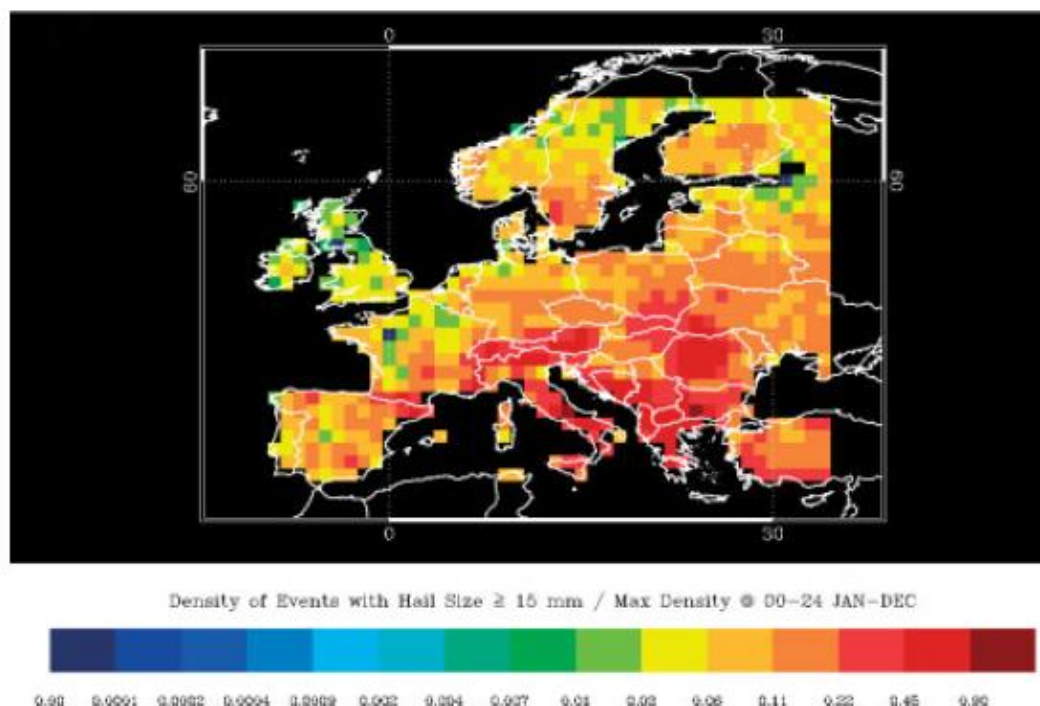 0 30
60 60
0 30
Density of Events with Hail Size ≥ 15 mm / Max Density @ 00-24 JAN-DEC
0.00 0.0001 0.0002 0.0004 0.0009 0.002 0.004 0.007 0.01 0.03 0.06 0.11 0.22 0.45 0.90